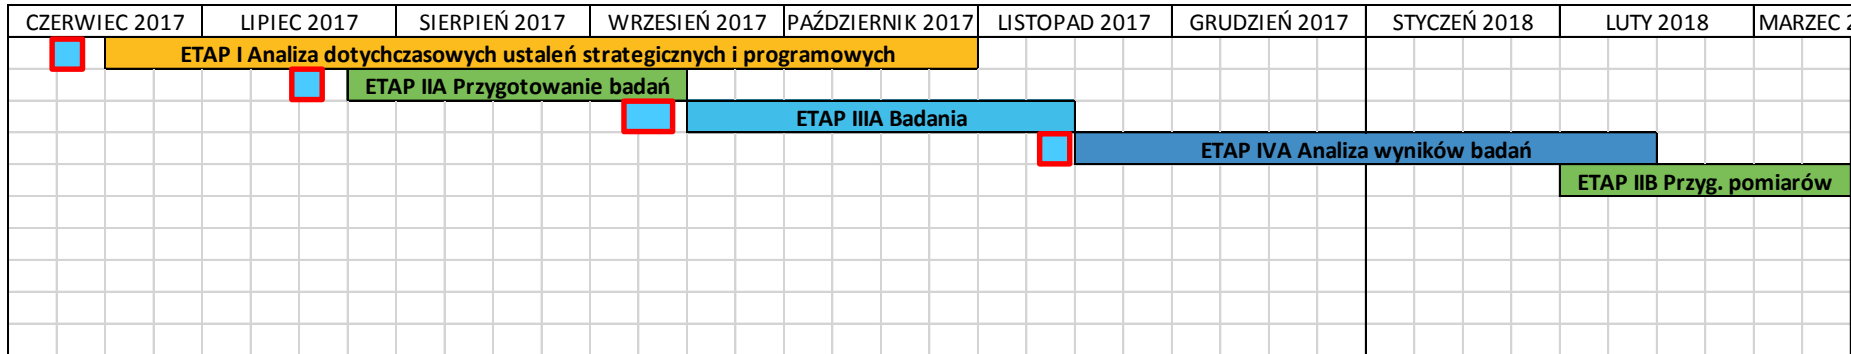 CZERWIEC 2017 LIPIEC 2017 SIERPIEŃ 2017 WRZESIEŃ 2017 PAŹDZIERNIK 2017 LISTOPAD 2017 GRUDZIEŃ 2017 STYCZEŃ 2018 LUTY 2018 MARZEC 2
ETAP I Analiza dotychczasowych ustaleń strategicznych i programowych
ETAP IIA Przygotowanie badań
ETAP IIIA Badania
ETAP IVA Analiza wyników badań
ETAP IIB Przyg. pomiarów